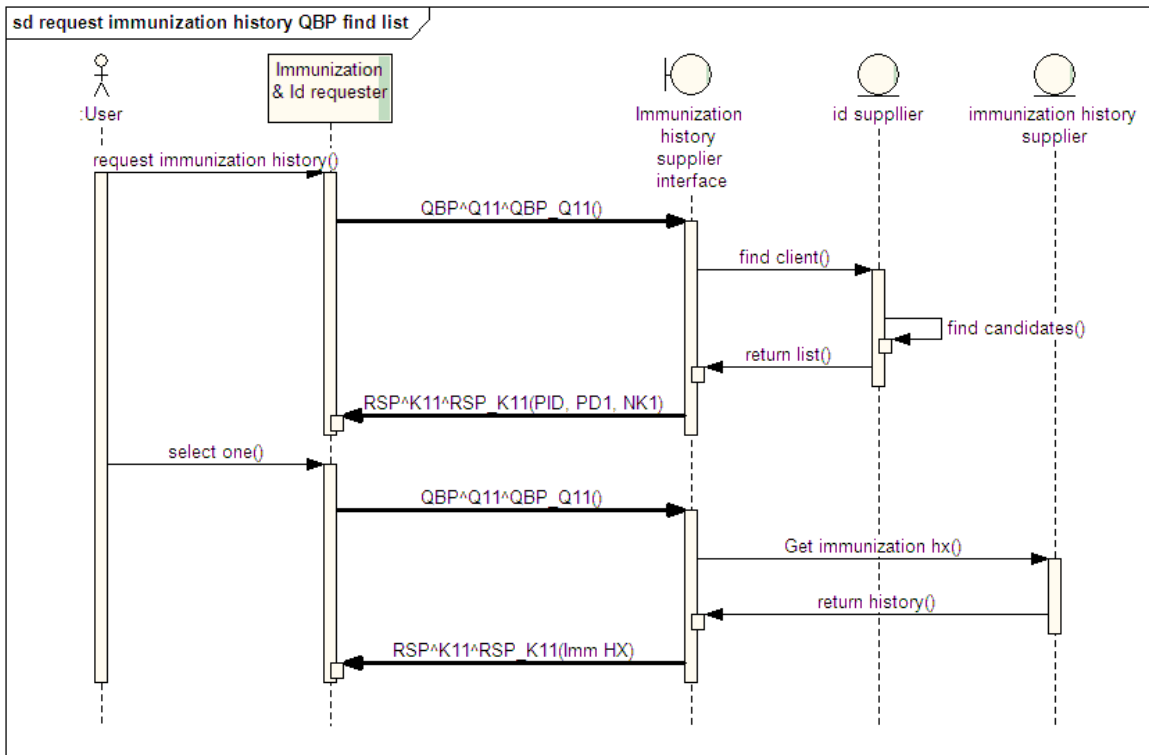 sd request immunization history QBP find list
Immunization
& Id requester
:User
Immunization
history
supplier
interface
id suppllier
immunization history
supplier
request immunization history()
QBP^Q11^QBP_Q11()
find client()
find candidates()
return list()
RSP^K11^RSP_K11(PID, PD1, NK1)
select one()
QBP^Q11^QBP_Q11()
Get immunization hx()
return history()
RSP^K11^RSP_K11(Imm HX)